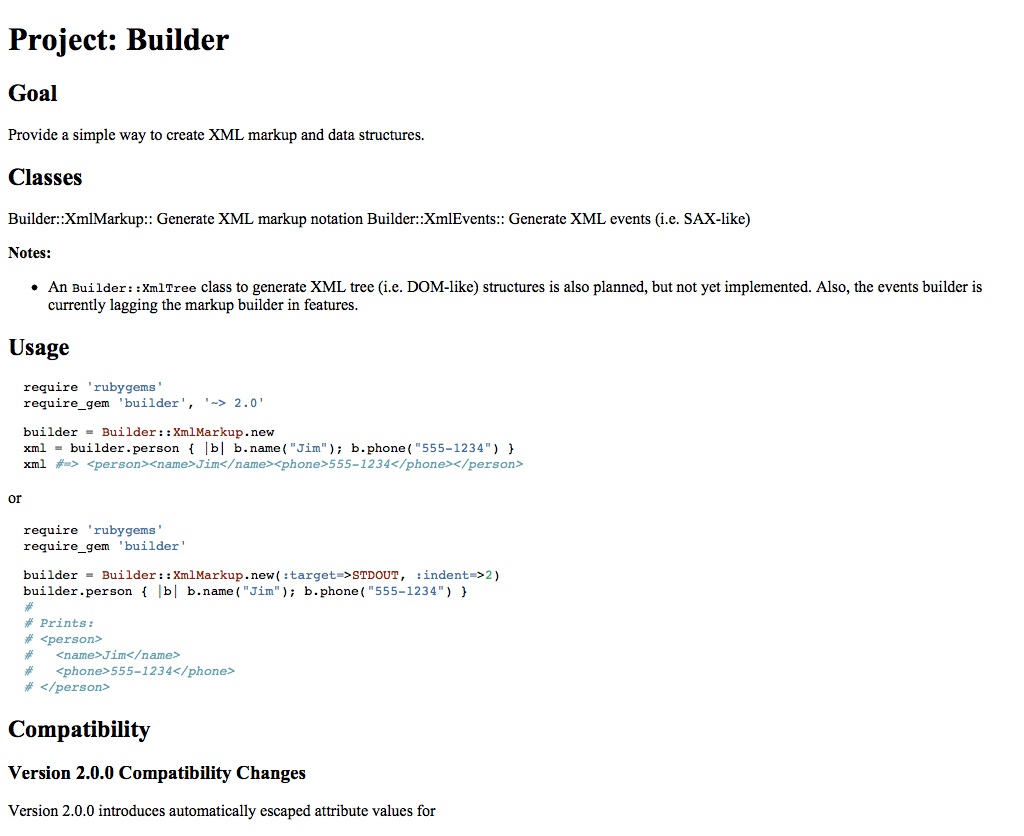 Project: Builder
Goal
Provide a simple way to create XML markup and data structures.
Classes
Builder::XmlMarkup:: Generate XML markup notation Builder::XmlEvents:: Generate XML events (i.e. SAX-like)
Notes:
• An Builder::XmlTree class to generate XML tree (i.e. DOM-like) structures is also planned, but not yet implemented. Also, the events builder is
currently lagging the markup builder in features.
Usage
require 'rubygems'
require_gem 'builder', '~> 2.0'
builder = Builder::XmlMarkup.new
xml = builder.person { |b| b.name("Jim"); b.phone("555-1234") }
xml #=> <person><name>Jim</name><phone>555-1234</phone></person>
or
require 'rubygems'
require_gem 'builder'
builder = Builder::XmlMarkup.new(:target=>STDOUT, :indent=>2)
builder.person { |b| b.name("Jim"); b.phone("555-1234") }
#
# Prints:
# <person>
#   <name>Jim</name>
#   <phone>555-1234</phone>
# </person>
Compatibility
Version 2.0.0 Compatibility Changes
Version 2.0.0 introduces automatically escaped attribute values for